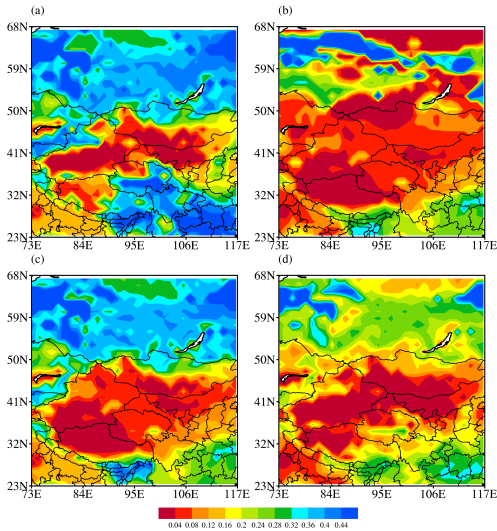 (a)
(b)
68N
59N
50N
41N
32N
23N
73E
84E
95E
106E
117E
68N
59N
50N
41N
32N
23N
73E
84E
95E
106E
117E
(c)
(d)
68N
59N
50N
41N
32N
23N
73E
84E
95E
106E
117E
68N
59N
50N
41N
32N
23N
73E
84E
95E
106E
117E
0.04 0.08 0.12 0.16 0.2 0.24 0.28 0.32 0.36 0.4 0.44